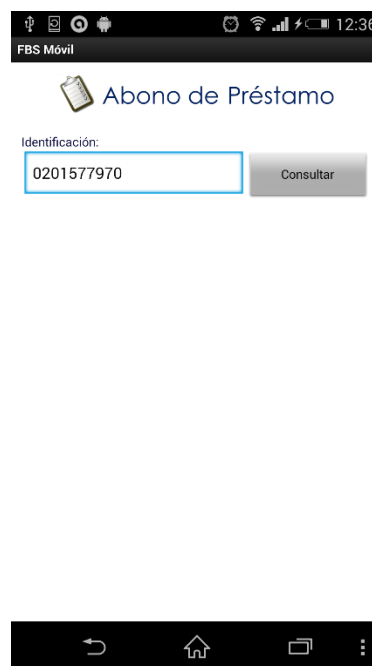 12:36
FBS Móvil
Abono de Préstamo
Identificación:
0201577970
Consultar